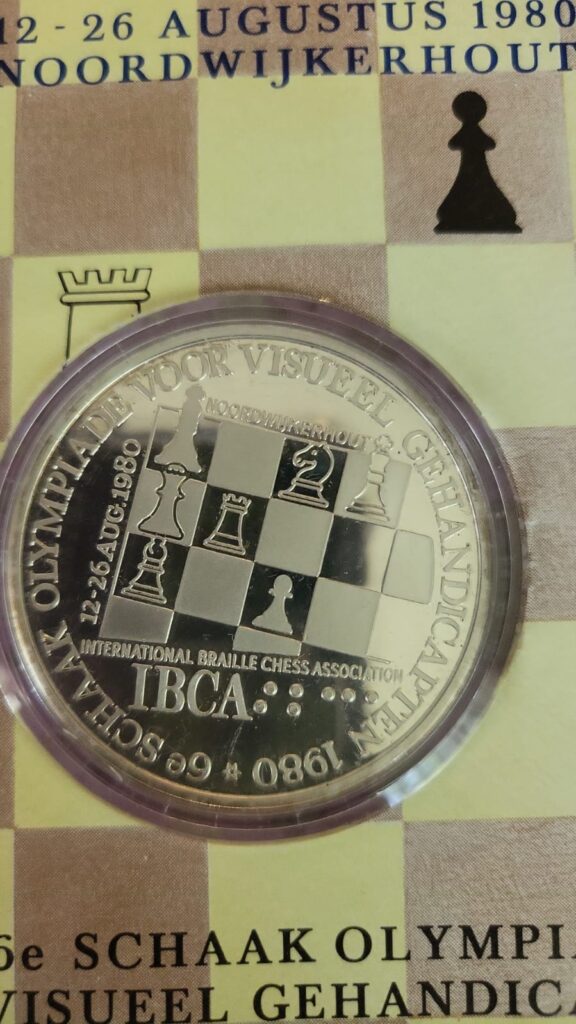 12 - 26 AUGUSTUS 1980
NOORDWIJKERHOUT
6e SCHAAK OLYMPIADE VOOR VISUEEL GEHANDICAPTEN 1980 #
NOORDWIJKERHOUT
12-26 AUG. 1980
INTERNATIONAL BRAILLE CHESS ASSOCIATION
IBCA
6e SCHAAK OLYMPIA
VISUEEL GEHANDICA